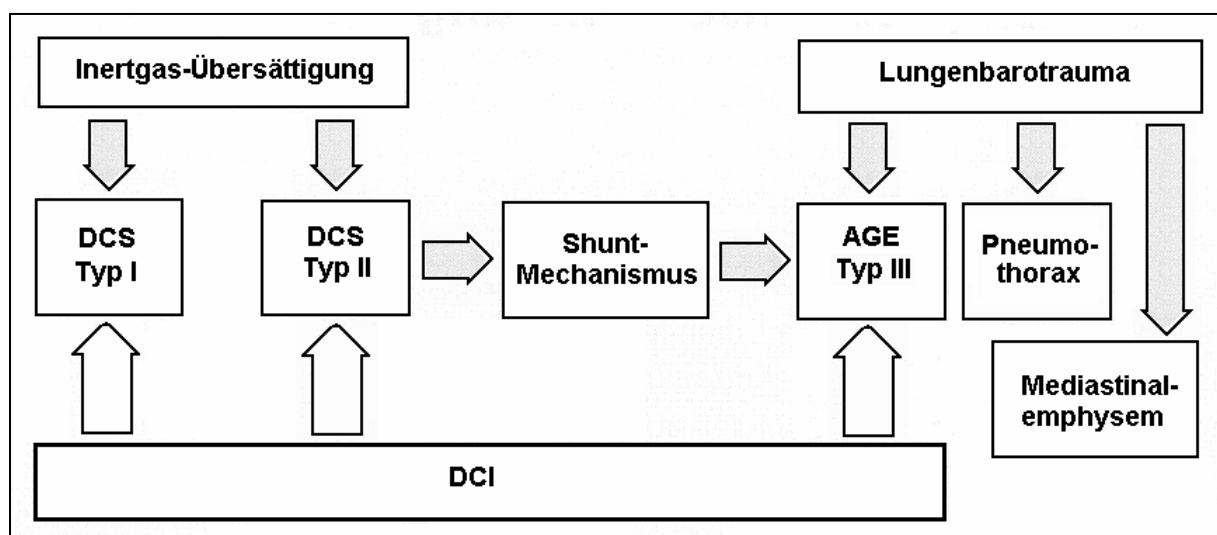 Inertgas-Übersättigung
Lungenbarotrauma
DCS
Typ I
DCS
Typ II
Shunt-
Mechanismus
AGE
Typ III
Pneumo-
thorax
Mediastinal-
emphysem
DCI